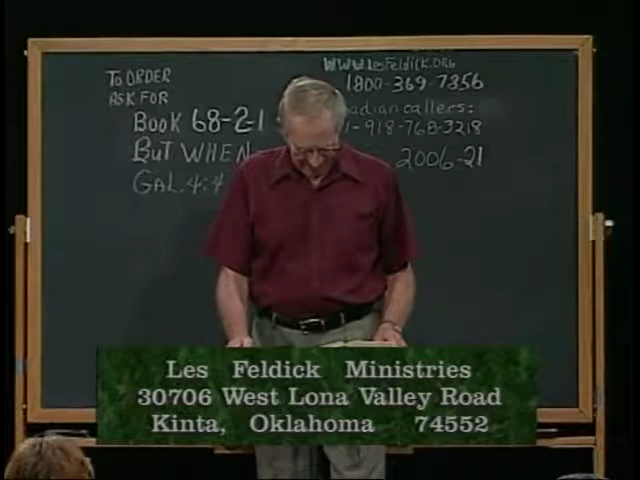 TO ORDER
ASK FOR
BOOK 68-2-1
BUT WHEN
GAL. 4:4
WWW.LesFeldick.ORG
1800-369-7856
adian callers:
1-918-768-3218
2006-21
Les Feldick Ministries
30706 West Lona Valley Road
Kinta, Oklahoma 74552